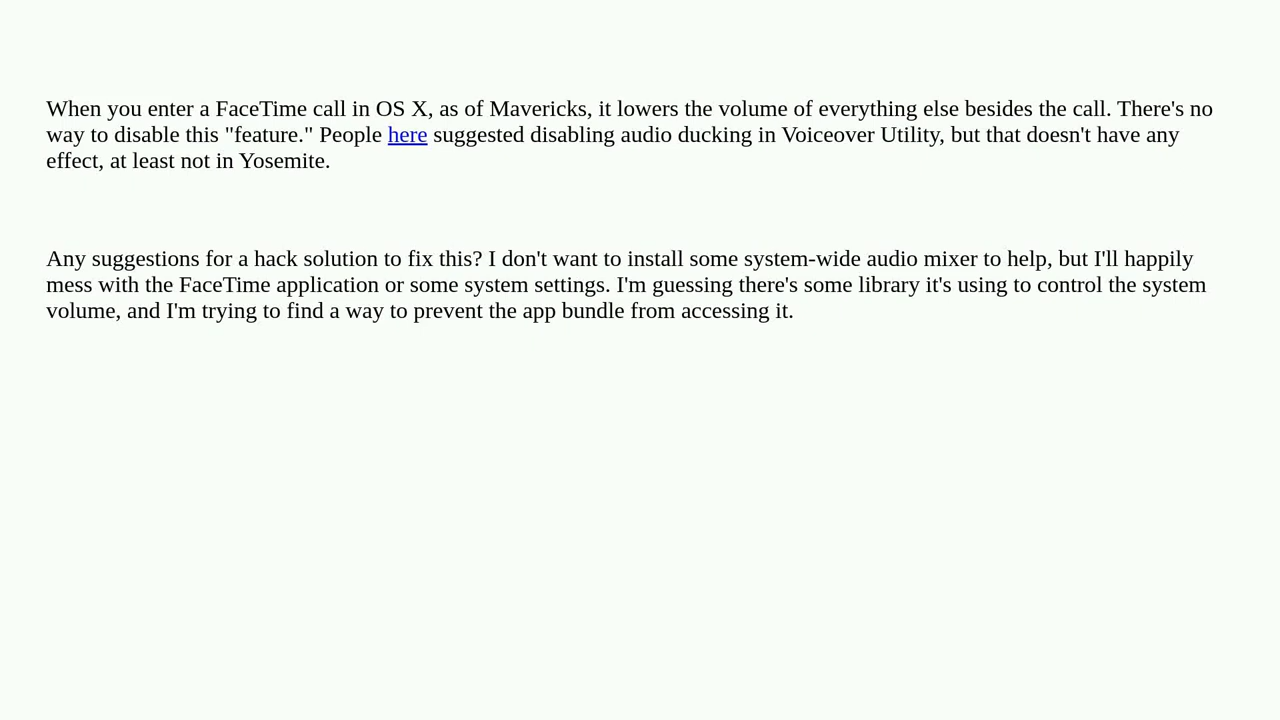 When you enter a FaceTime call in OS X, as of Mavericks, it lowers the volume of everything else besides the call. There's no
way to disable this "feature." People here suggested disabling audio ducking in Voiceover Utility, but that doesn't have any
effect, at least not in Yosemite.
Any suggestions for a hack solution to fix this? I don't want to install some system-wide audio mixer to help, but I'll happily
mess with the FaceTime application or some system settings. I'm guessing there's some library it's using to control the system
volume, and I'm trying to find a way to prevent the app bundle from accessing it.